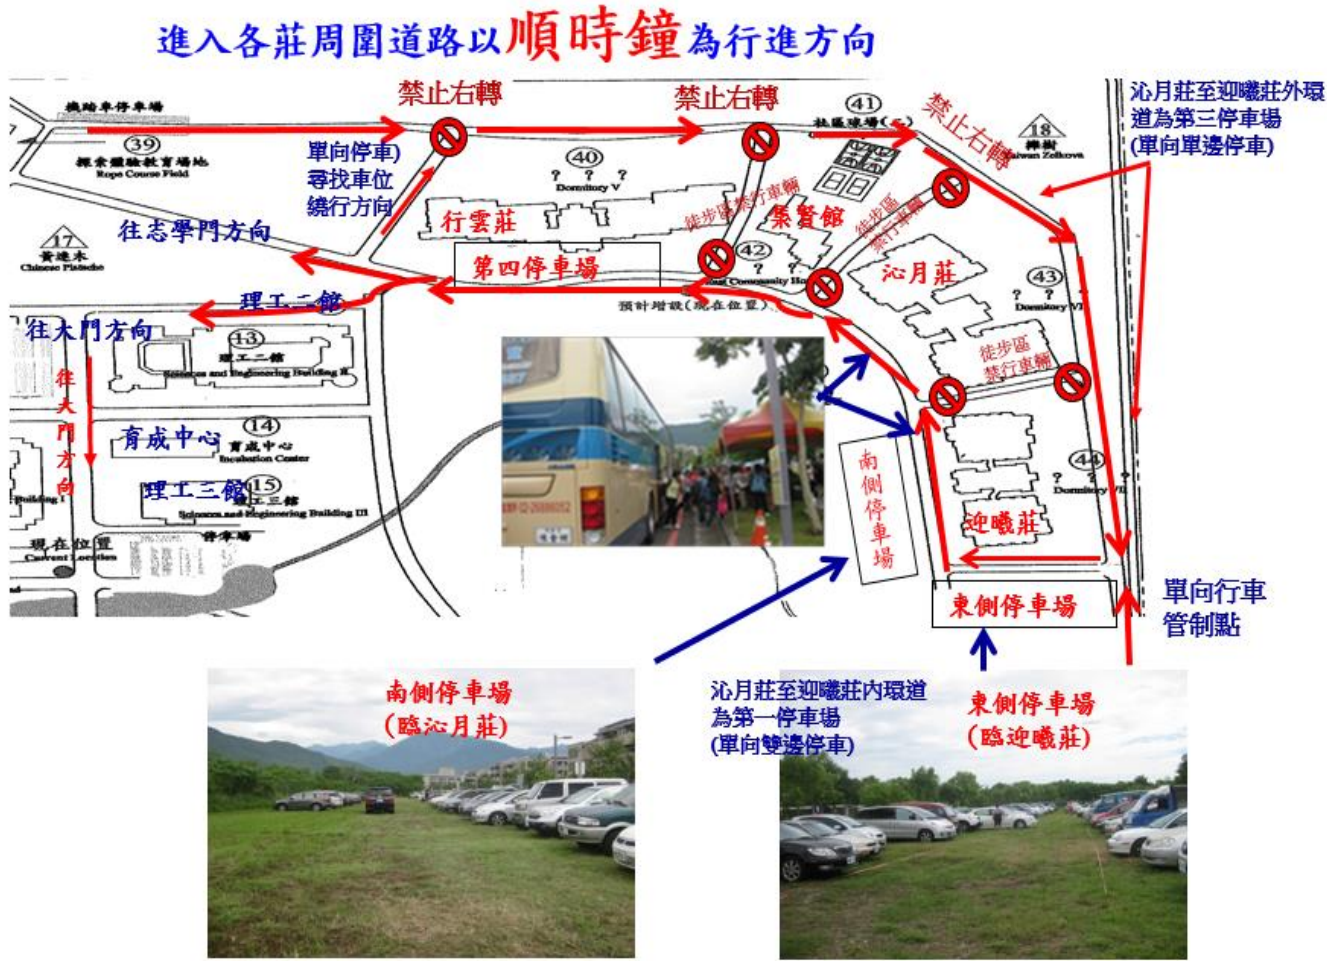 進入各莊周圍道路以順時鐘為行進方向
機踏車停車場
39
探索體驗教育場地
Rope Course Field
禁止右轉
禁止右轉
41
禁止右轉
18
櫸樹
Taiwan Zelkova
沁月莊至迎曦莊外環
道為第三停車場
(單向單邊停車)
單向停車)
尋找車位
繞行方向
40
? ? ?
Dormitory V
行雲莊
徒步區禁行車輛
集賢館
徒步區
禁行車輛
往志學門方向
17
黃連木
Chinese Pistache
第四停車場
42
? ?
沁月莊
43
? ?
Dormitory VI
預計增設(現在位置)
理工二館
往大門方向
13
理工二館
Sciences and Engineering Building II
徒步區
禁行車輛
往大門方向
育成中心
14
育成中心
Incubation Center
理工三館
15
理工三館
Sciences and Engineering Building III
停車場
Building I
現在位置
Current Location
南側停車場
44
? ? ?
Dormitory VII
迎曦莊
東側停車場
單向行車
管制點
南側停車場
(臨沁月莊)
沁月莊至迎曦莊內環道
為第一停車場
(單向雙邊停車)
東側停車場
(臨迎曦莊)